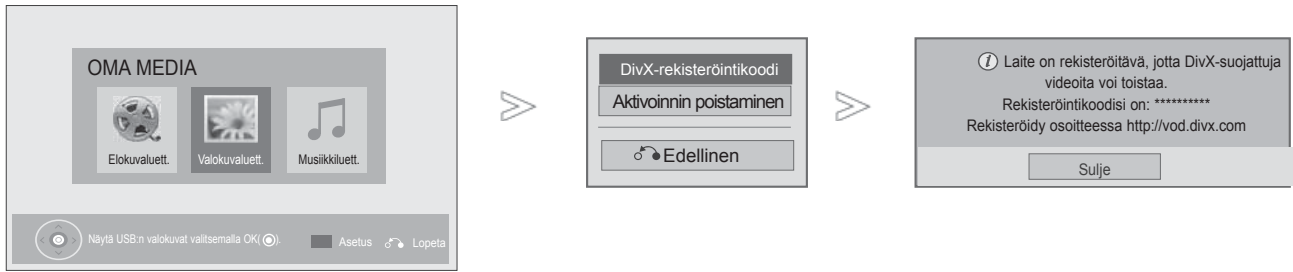 OMA MEDIA
Elokuvaluett.
Valokuvaluett.
Musiikkiluett.
Näytä USB:n valokuvat valitsemalla OK(◉).
Asetus
Lopeta
DivX-rekisteröintikoodi
Aktivoinnin poistaminen
Edellinen
Laite on rekisteröitävä, jotta DivX-suojattuja
videoita voi toistaa.
Rekisteröintikoodisi on: **********
Rekisteröidy osoitteessa http://vod.divx.com
Sulje